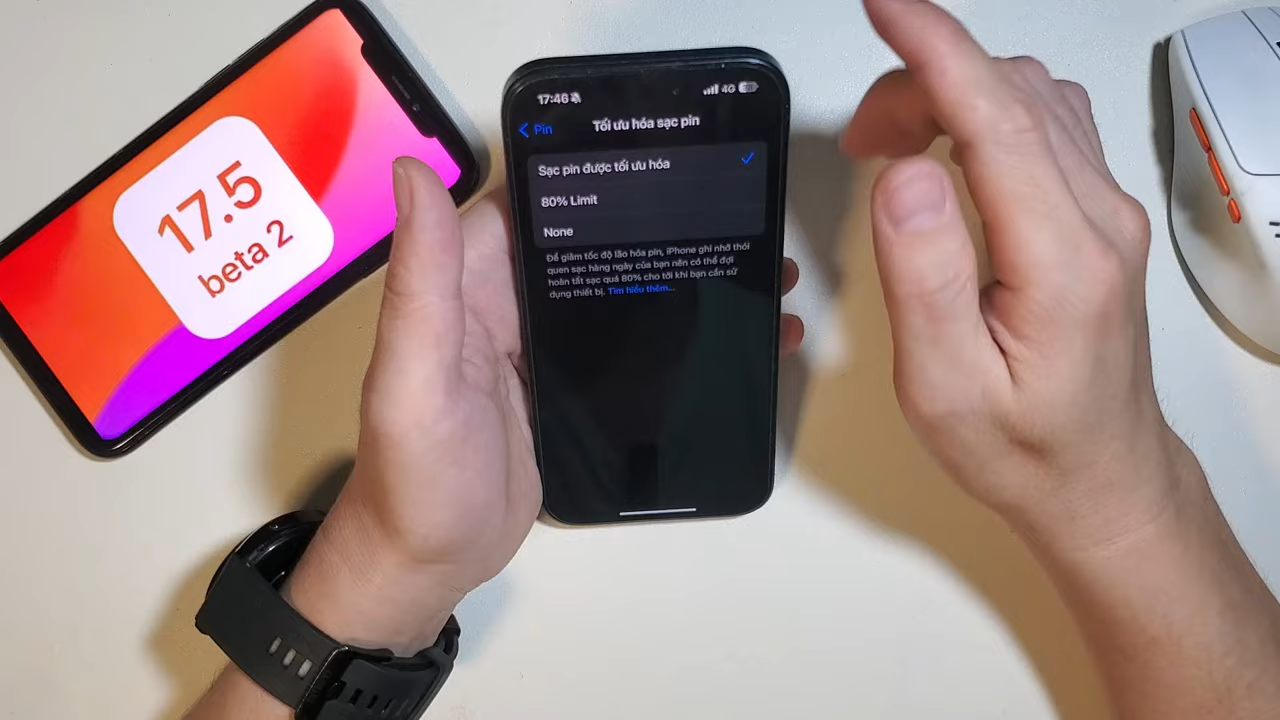 17.5
beta 2
17:46
4G
Pin
Tối ưu hóa sạc pin
Sạc pin được tối ưu hóa
80% Limit
None
Để giảm tốc độ lão hóa pin, iPhone ghi nhớ thói
quen sạc hàng ngày của bạn nên có thể đợi
hoàn tất sạc quá 80% cho tới khi bạn cần sử
dụng thiết bị. Tìm hiểu thêm...